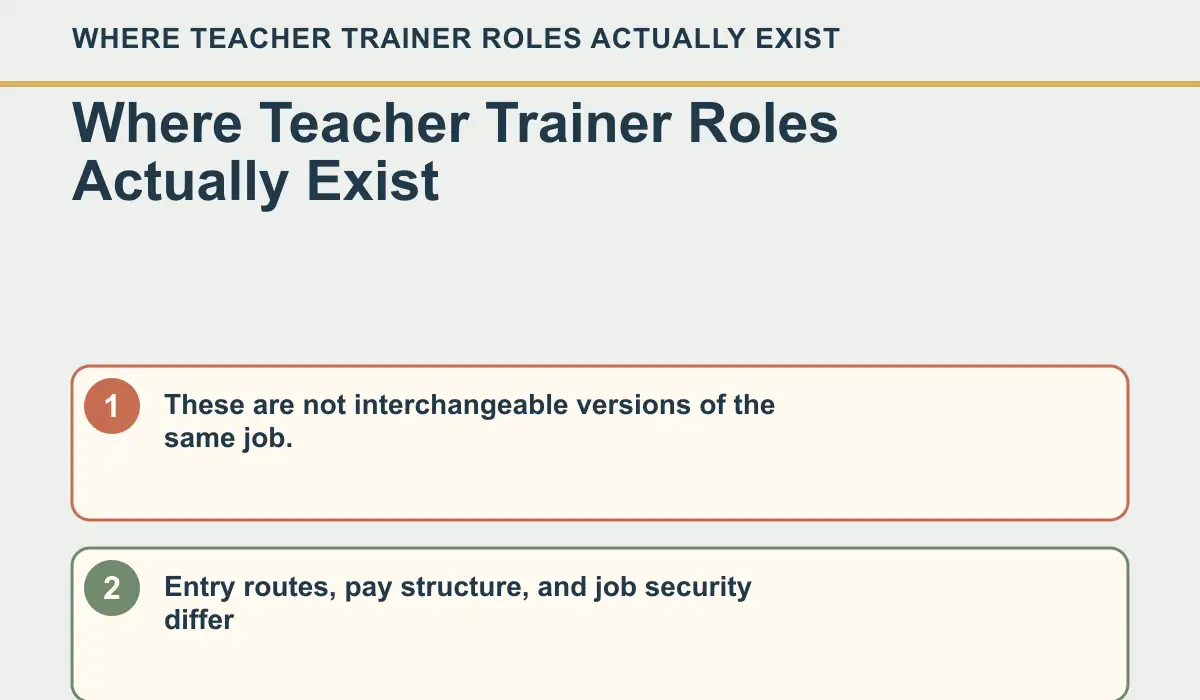 WHERE TEACHER TRAINER ROLES ACTUALLY EXIST
Where Teacher Trainer Roles
Actually Exist
1
These are not interchangeable versions of the
same job.
2
Entry routes, pay structure, and job security
differ